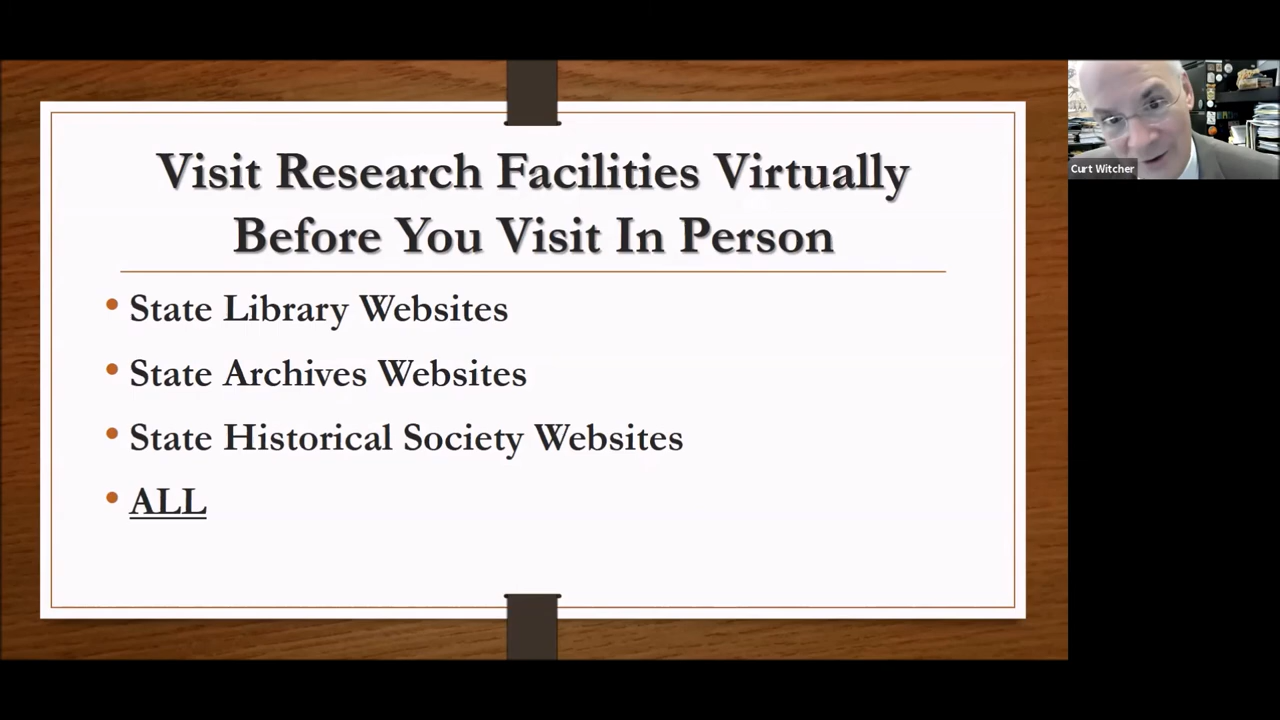 Visit Research Facilities Virtually
Before You Visit In Person
• State Library Websites
• State Archives Websites
• State Historical Society Websites
• ALL
Curt Witcher